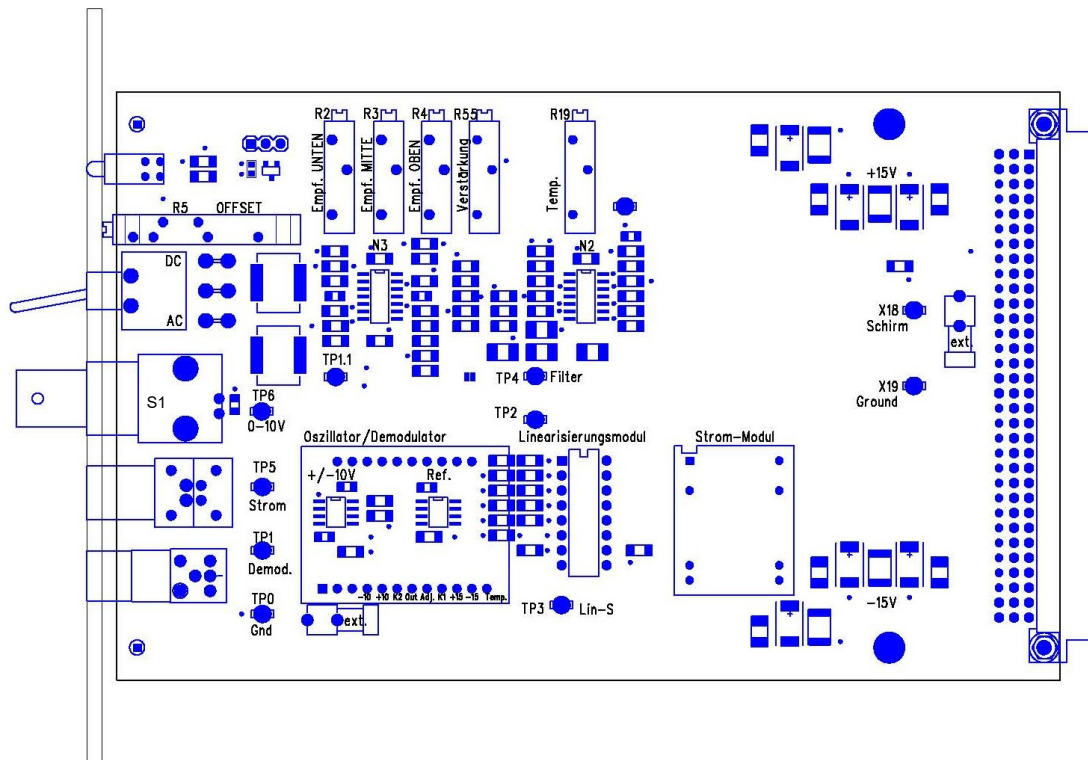 R2
R3
R4
R55
R19
Empf. UNTEN
Empf. MITTE
Empf. OBEN
Verstärkung
Temp.
+15V
R5 OFFSET
N3
N2
DC
AC
X18
Schirm
ext.
TP1.1
TP4 Filter
X19
Ground
S1
TP6
0-10V
TP2
Oszillator/Demodulator
Linearisierungsmodul
Strom-Modul
+/-10V
Ref.
TP5
Strom
TP1
Demod.
-10 +10 K2 Out Adj. K1 +15 -15 Temp.
TP0
Gnd
ext.
TP3 Lin-S
-15V